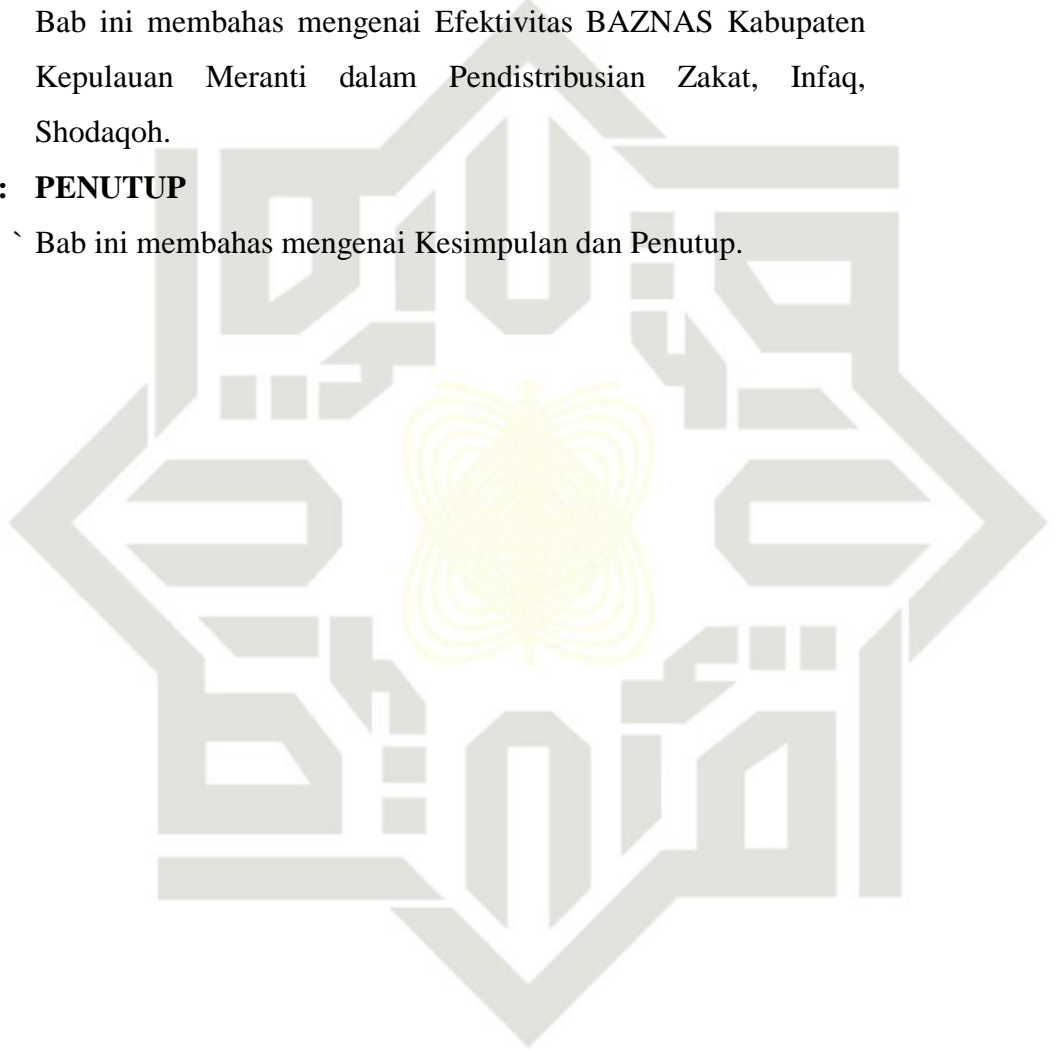 Bab ini membahas mengenai Efektivitas BAZNAS Kabupaten
Kepulauan Meranti dalam Pendistribusian Zakat, Infaq,
Shodaqoh.
: PENUTUP
` Bab ini membahas mengenai Kesimpulan dan Penutup.